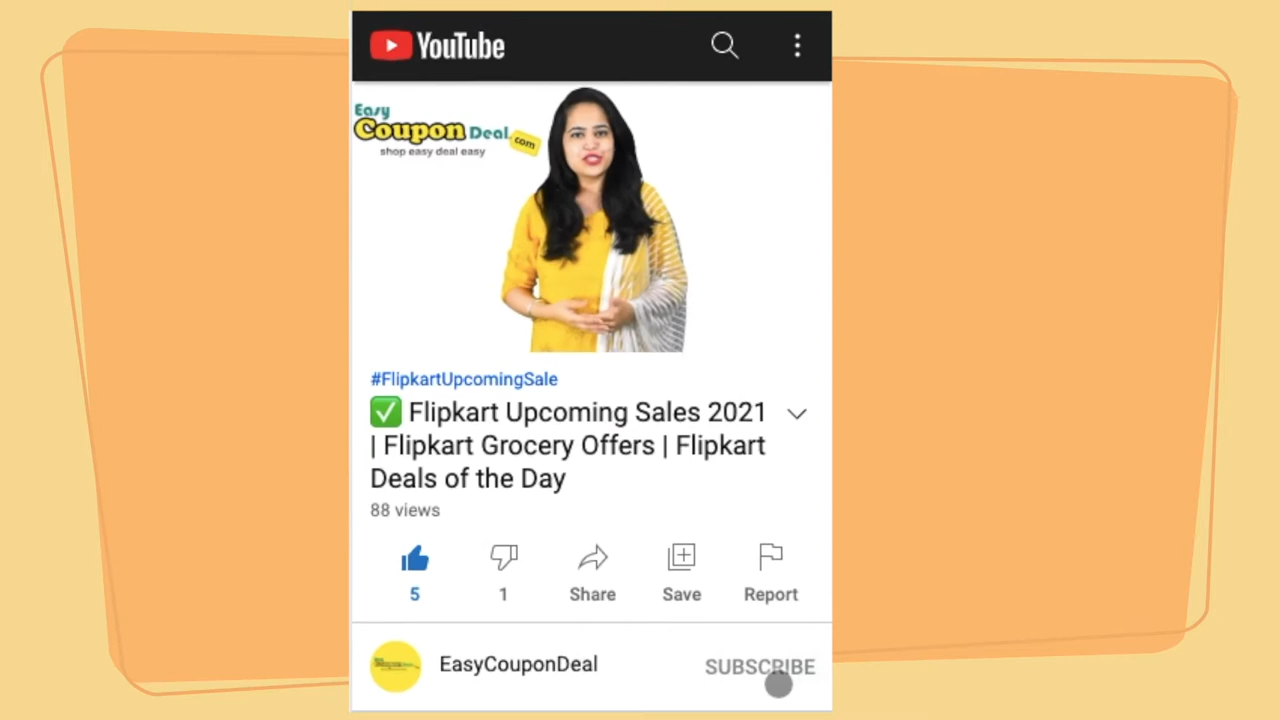 YouTube
Easy
Coupon Deal.com
shop easy deal easy
#FlipkartUpcomingSale
✅ Flipkart Upcoming Sales 2021
| Flipkart Grocery Offers | Flipkart
Deals of the Day
88 views
5 1 Share Save Report
EasyCouponDeal SUBSCRIBE